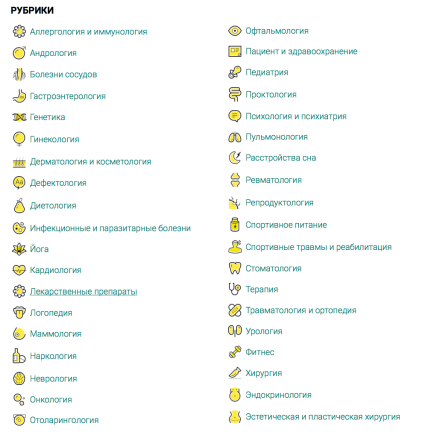 РУБРИКИ
Аллергология и иммунология
Андрология
Болезни сосудов
Гастроэнтерология
Генетика
Гинекология
Дерматология и косметология
Дефектология
Диетология
Инфекционные и паразитарные болезни
Йога
Кардиология
Лекарственные препараты
Логопедия
Маммология
Наркология
Неврология
Онкология
Отоларингология
Офтальмология
Пациент и здравоохранение
Педиатрия
Проктология
Психология и психиатрия
Пульмонология
Расстройства сна
Ревматология
Репродуктология
Спортивное питание
Спортивные травмы и реабилитация
Стоматология
Терапия
Травматология и ортопедия
Урология
Фитнес
Хирургия
Эндокринология
Эстетическая и пластическая хирургия